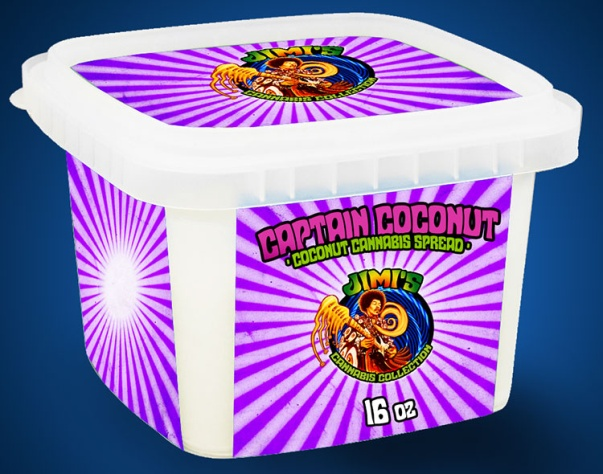 JIMI'S
CANNABIS COLLECTION
CAPTAIN COCONUT
•COCONUT CANNABIS SPREAD•
JIMI'S
CANNABIS COLLECTION
16 OZ